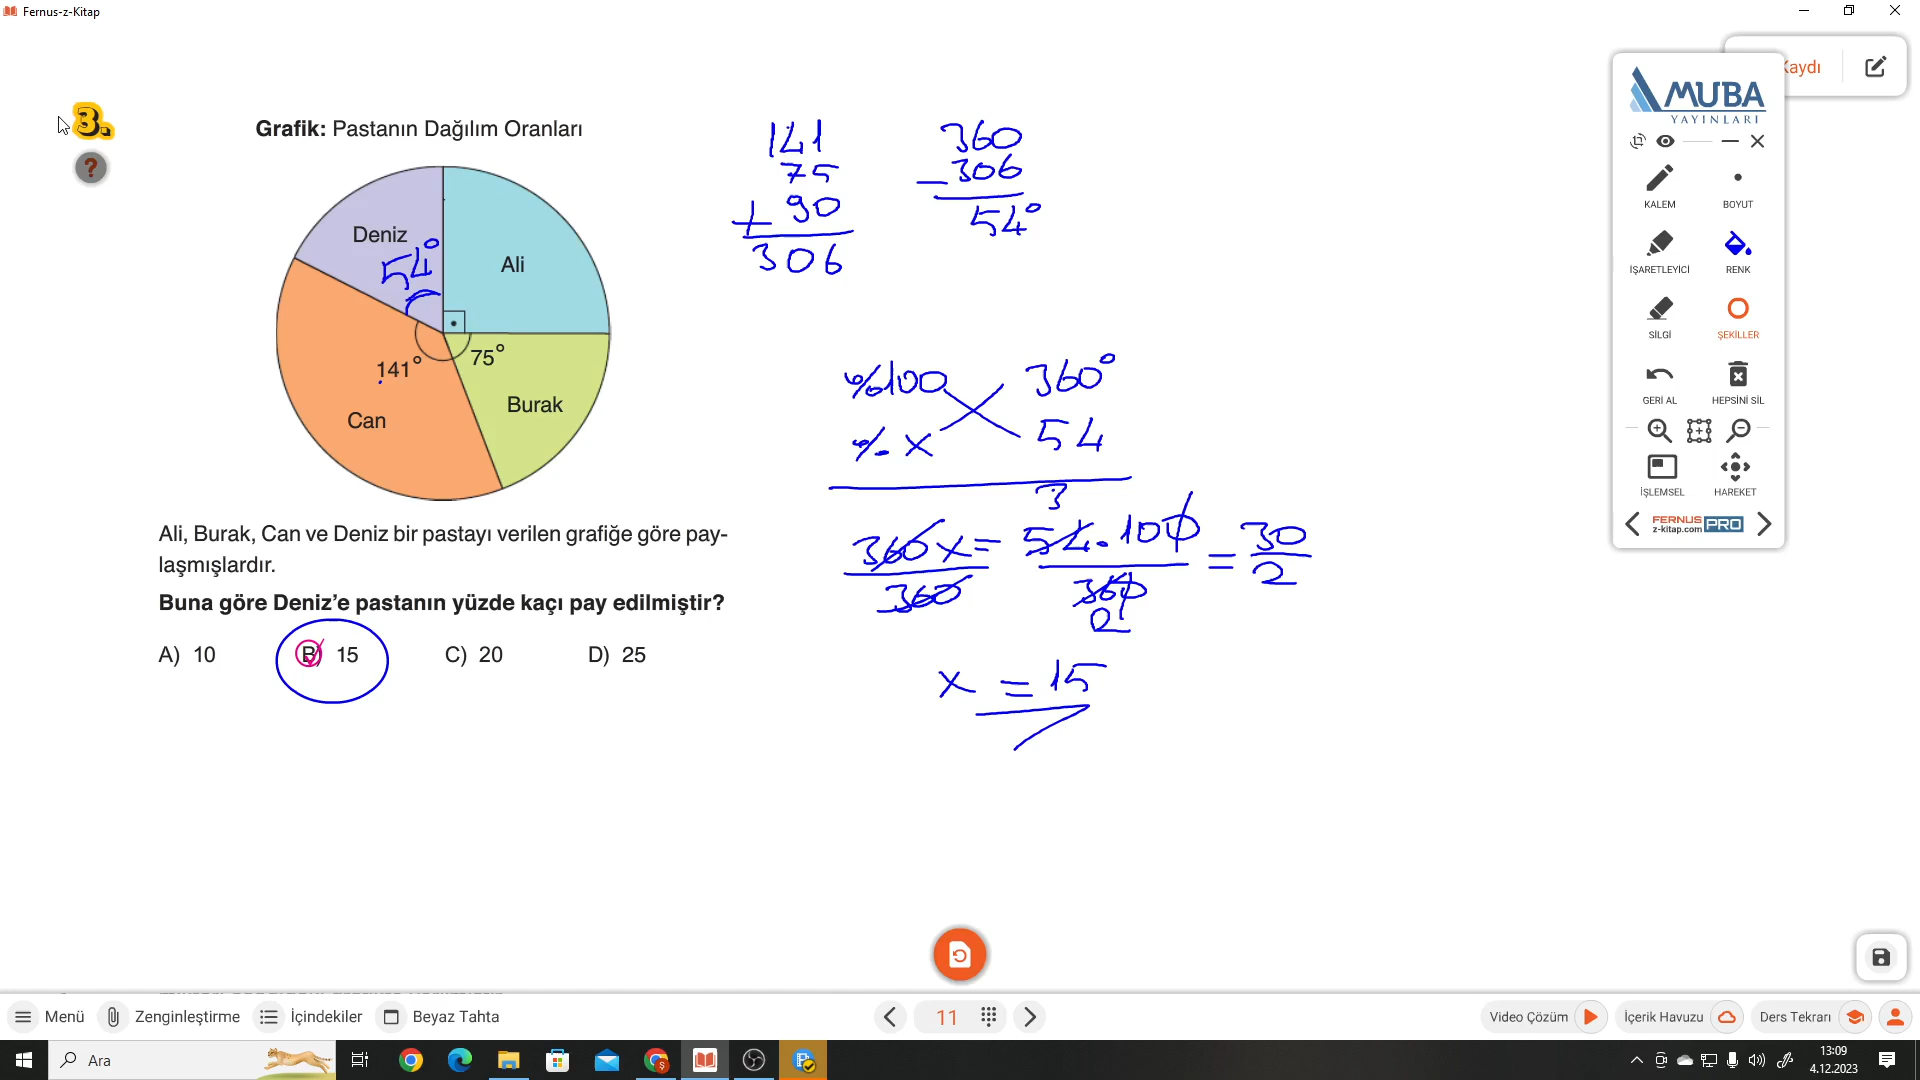 Fernus-z-Kitap
Kaydı
3.
?
Grafik: Pastanın Dağılım Oranları
Deniz
54°
Ali
141°
75°
Can
Burak
141
75
+ 90
306
360
- 306
54°
%100 360°
% x 54
3
360x = 54.100 = 30
360 360 2
2
x = 15
Ali, Burak, Can ve Deniz bir pastayı verilen grafiğe göre pay-
laşmışlardır.
Buna göre Deniz’e pastanın yüzde kaçı pay edilmiştir?
A) 10 B) 15 C) 20 D) 25
MUBA
YAYINLARI
KALEM BOYUT
İŞARETLEYİCİ RENK
SİLGİ ŞEKİLLER
GERİ AL HEPSİNİ SİL
İŞLEMSEL HAREKET
FERNUS
z-kitap.com PRO
Menü Zenginleştirme İçindekiler Beyaz Tahta 11 Video Çözüm İçerik Havuzu Ders Tekrarı
Ara
13:09
4.12.2023